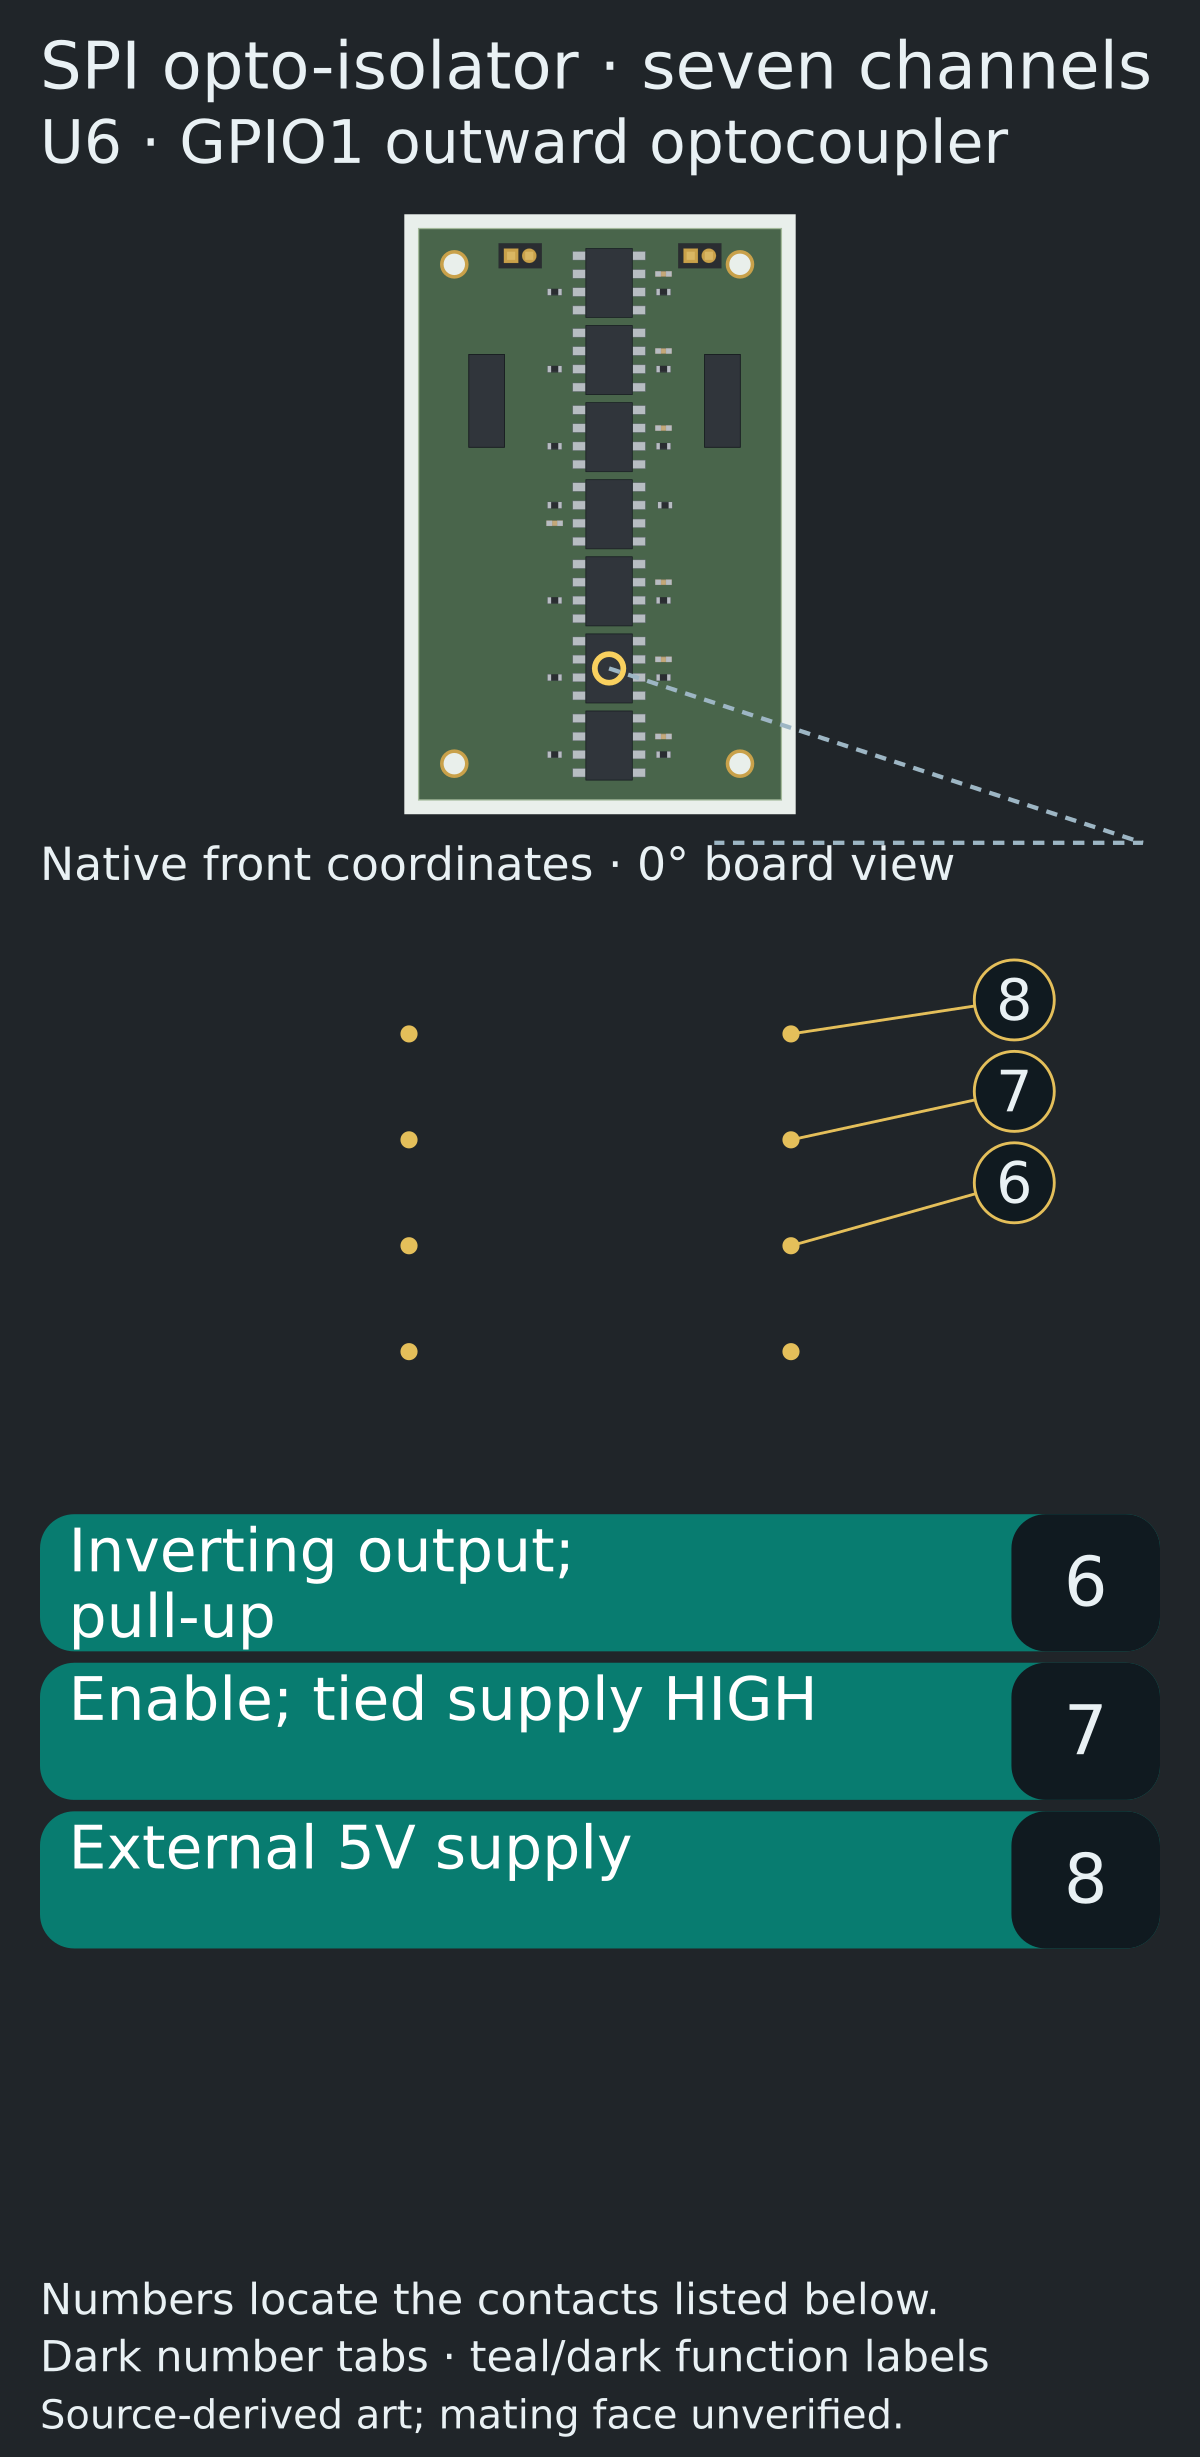 SPI opto-isolator · seven channels
U6 · GPIO1 outward optocoupler
Native front coordinates · 0° board view
8
7
6
Inverting output;
pull-up
6
Enable; tied supply HIGH
7
External 5V supply
8
Numbers locate the contacts listed below.
Dark number tabs · teal/dark function labels
Source-derived art; mating face unverified.